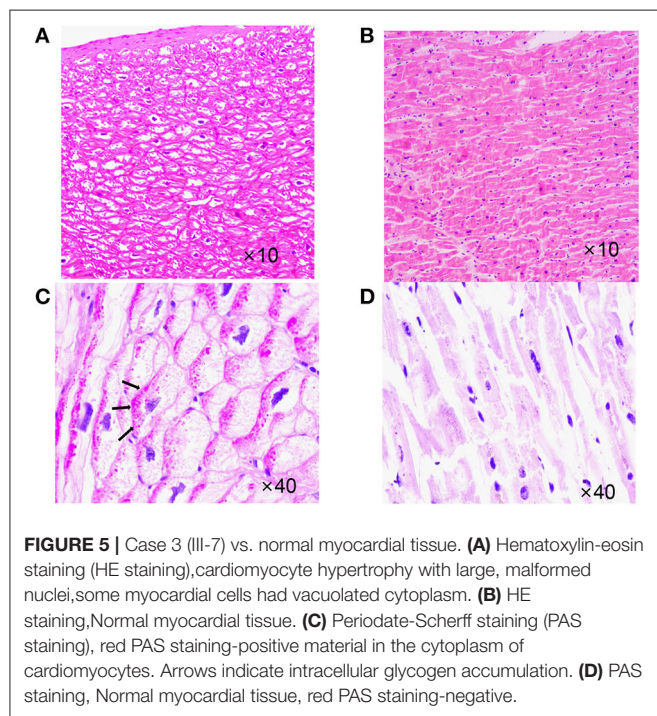 A
B
×10
×10
C
D
×40
×40
FIGURE 5 | Case 3 (III-7) vs. normal myocardial tissue. (A) Hematoxylin-eosin
staining (HE staining),cardiomyocyte hypertrophy with large, malformed
nuclei,some myocardial cells had vacuolated cytoplasm. (B) HE
staining,Normal myocardial tissue. (C) Periodate-Scherff staining (PAS
staining), red PAS staining-positive material in the cytoplasm of
cardiomyocytes. Arrows indicate intracellular glycogen accumulation. (D) PAS
staining, Normal myocardial tissue, red PAS staining-negative.